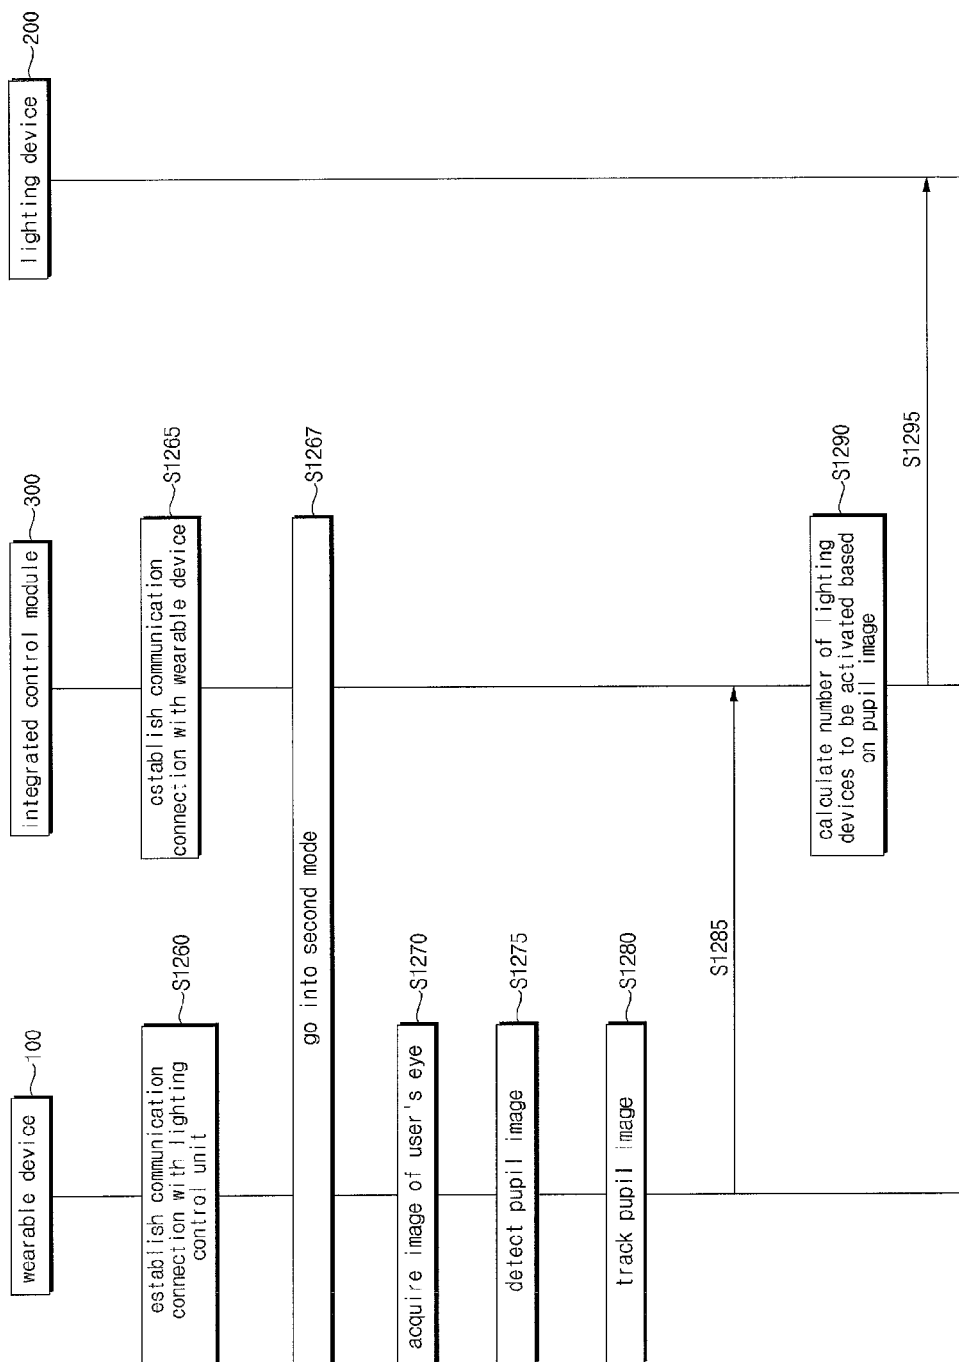 wearable device
100
integrated control module
300
lighting device
200
establish communication
connection with lighting
control unit
S1260
establish communication
connection with wearable device
S1265
go into second mode
S1267
acquire image of user's eye
S1270
detect pupil image
S1275
track pupil image
S1280
S1285
calculate number of lighting
devices to be activated based
on pupil image
S1290
S1295